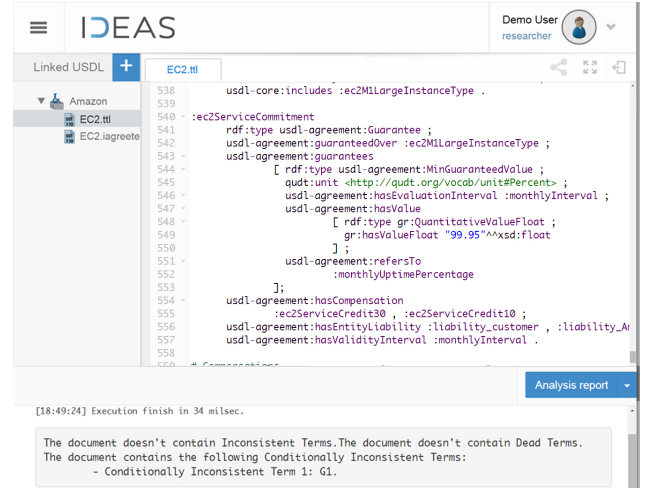 IDEAS
Demo User
researcher
Linked USDL +
EC2.ttl
Amazon
EC2.ttl
EC2.iagreete
538 usdl-core:includes :ec2M1LargeInstanceType .
539
540 :ec2ServiceCommitment
541 rdf:type usdl-agreement:Guarantee ;
542 usdl-agreement:guaranteedOver :ec2M1LargeInstanceType ;
543 usdl-agreement:guarantees
544 [ rdf:type usdl-agreement:MinGuaranteedValue ;
545 qudt:unit <http://qudt.org/vocab/unit#Percent> ;
546 usdl-agreement:hasEvaluationInterval :monthlyInterval ;
547 usdl-agreement:hasValue
548 [ rdf:type gr:QuantitativeValueFloat ;
549 gr:hasValueFloat "99.95"^^xsd:float
550 ] ;
551 usdl-agreement:refersTo
552 :monthlyUptimePercentage
553 ];
554 usdl-agreement:hasCompensation
555 :ec2ServiceCredit30 , :ec2ServiceCredit10 ;
556 usdl-agreement:hasEntityLiability :liability_customer , :liability_A
557 usdl-agreement:hasValidityInterval :monthlyInterval .
558
Analysis report
[18:49:24] Execution finish in 34 milsec.
The document doesn't contain Inconsistent Terms.The document doesn't contain Dead Terms.
The document contains the following Conditionally Inconsistent Terms:
- Conditionally Inconsistent Term 1: G1.